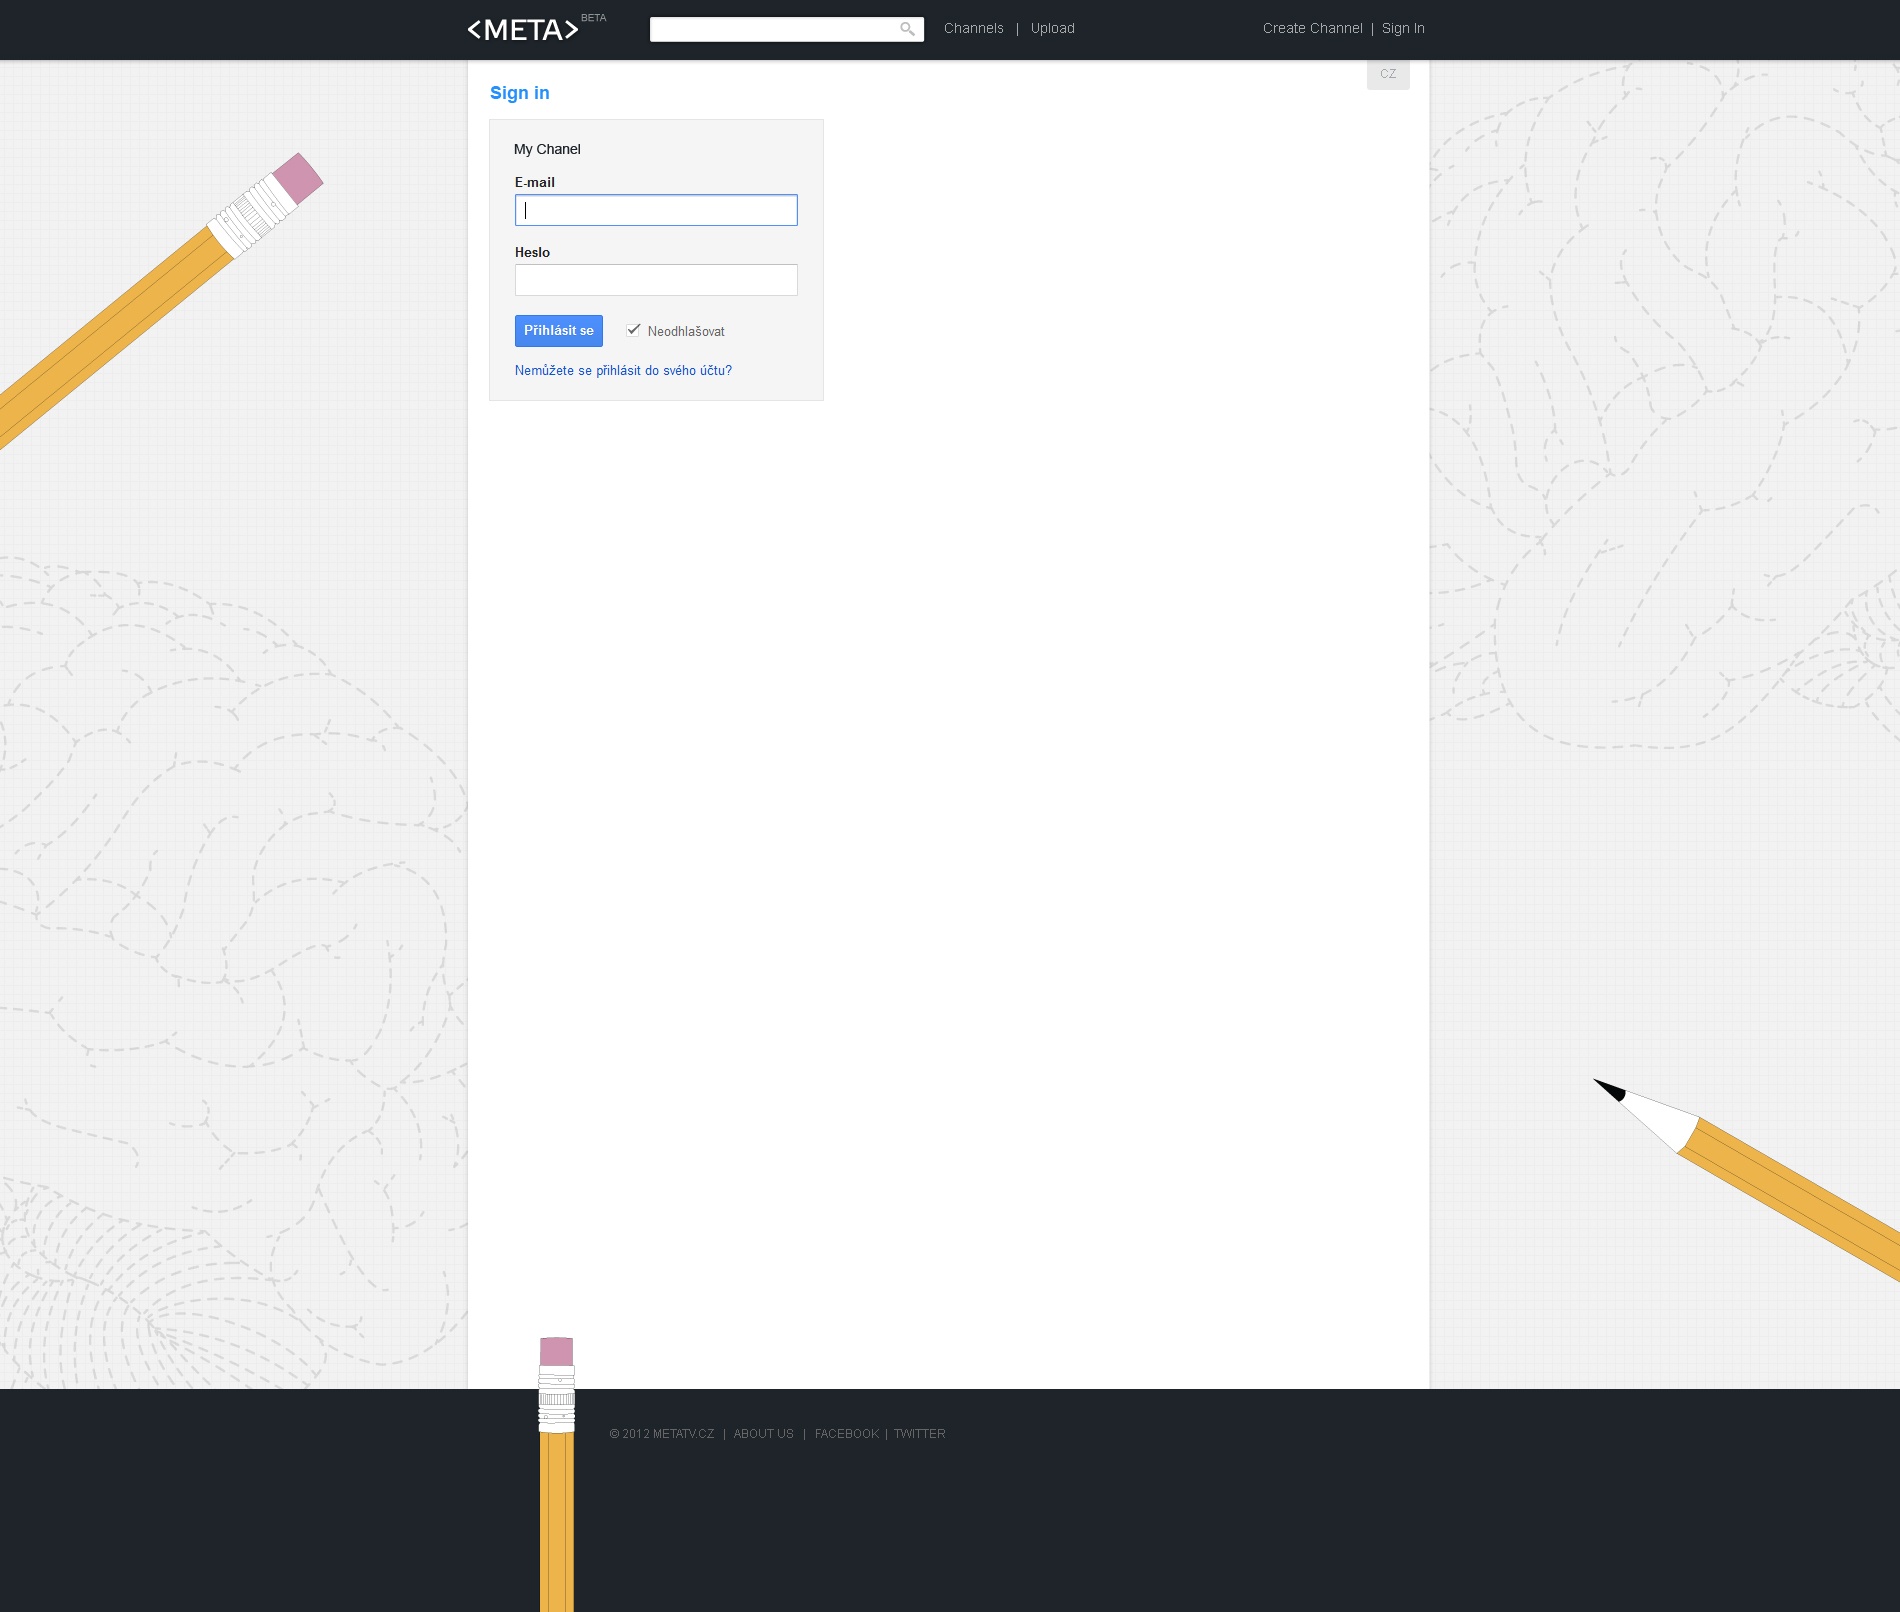 <META> BETA
Channels | Upload
Create Channel | Sign In
CZ
Sign in
My Chanel
E-mail
Heslo
Přihlásit se
Neodhlašovat
Nemůžete se přihlásit do svého účtu?
© 2012 METATV.CZ | ABOUT US | FACEBOOK | TWITTER